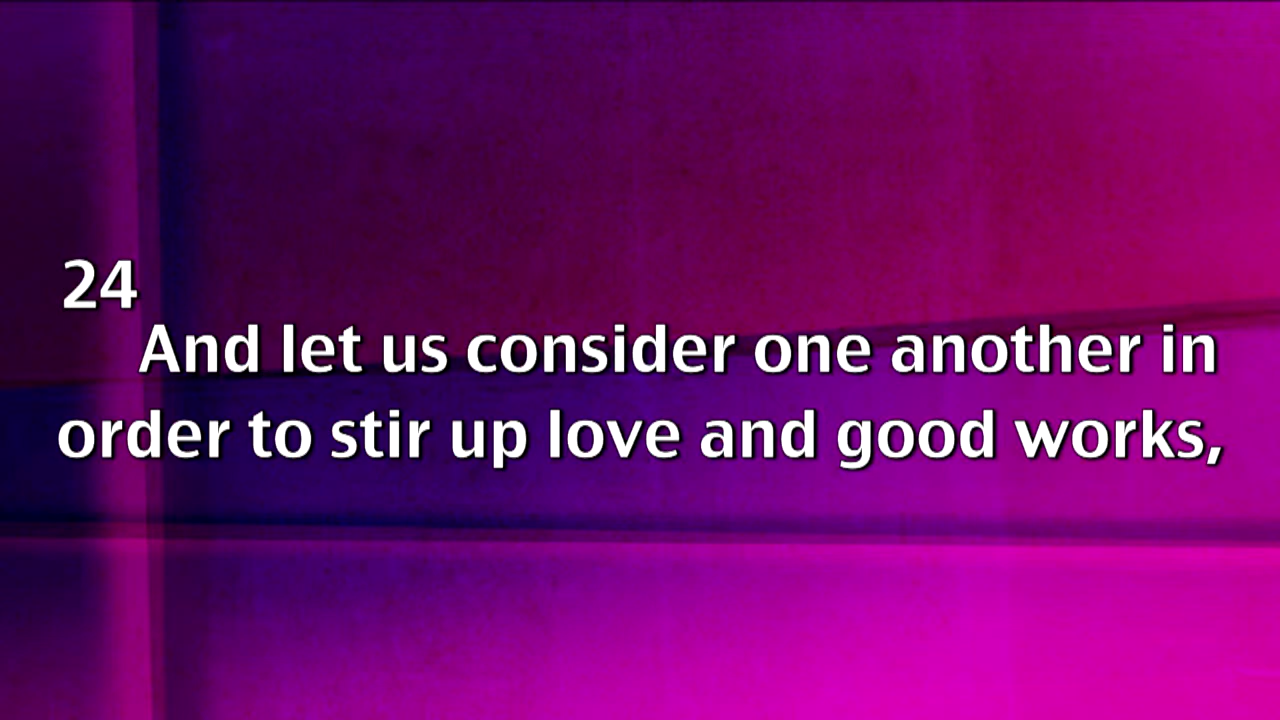 24
And let us consider one another in
order to stir up love and good works,